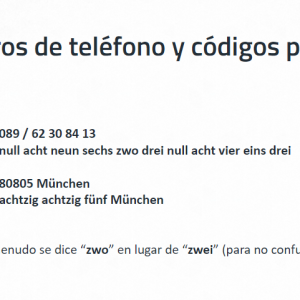 os de teléfono y códigos p
089 / 62 30 84 13
null acht neun sechs zwo drei null acht vier eins drei
80805 München
achtzig achtzig fünf München
enudo se dice “zwo” en lugar de “zwei” (para no confu